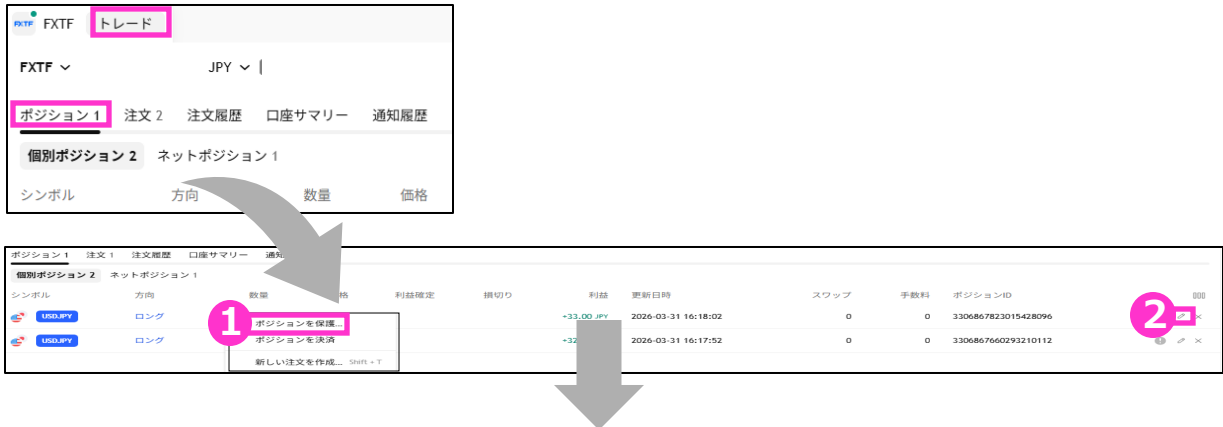 FXTF FXTF トレード
FXTF JPY
ポジション 1 注文 2 注文履歴 口座サマリー 通知履歴
個別ポジション 2 ネットポジション 1
シンボル 方向 数量 価格
ポジション 1 注文 1 注文履歴 口座サマリー
個別ポジション 2 ネットポジション 1
シンボル 方向 数量 格 利益確定 損切り 利益 更新日時 スワップ 手数料 ポジションID
USDJPY ロング +33.00 JPY 2026-03-31 16:18:02 0 0 3306867823015428096
1 ポジションを保護... 2
USDJPY ロング +32 2026-03-31 16:17:52 0 0 3306867660293210112
ポジションを決済
新しい注文を作成... Shift + T